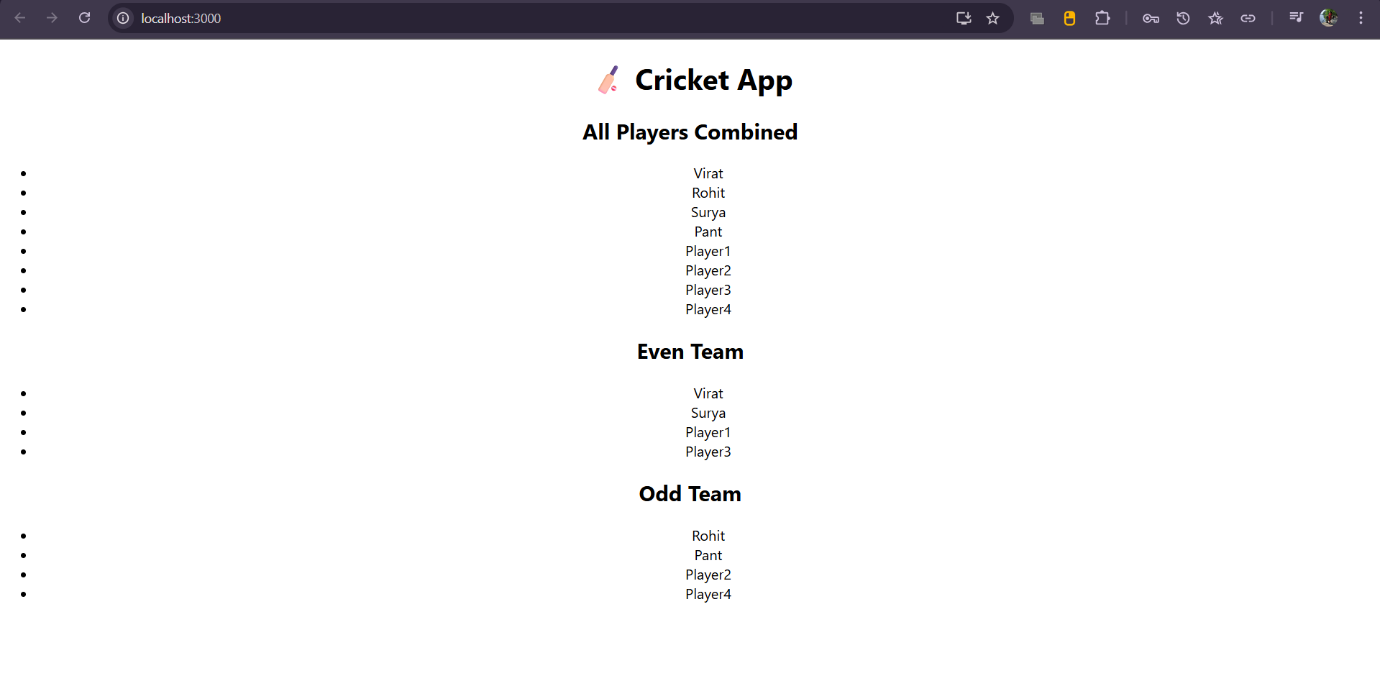 localhost:3000
Cricket App
All Players Combined
Virat
Rohit
Surya
Pant
Player1
Player2
Player3
Player4
Even Team
Virat
Surya
Player1
Player3
Odd Team
Rohit
Pant
Player2
Player4